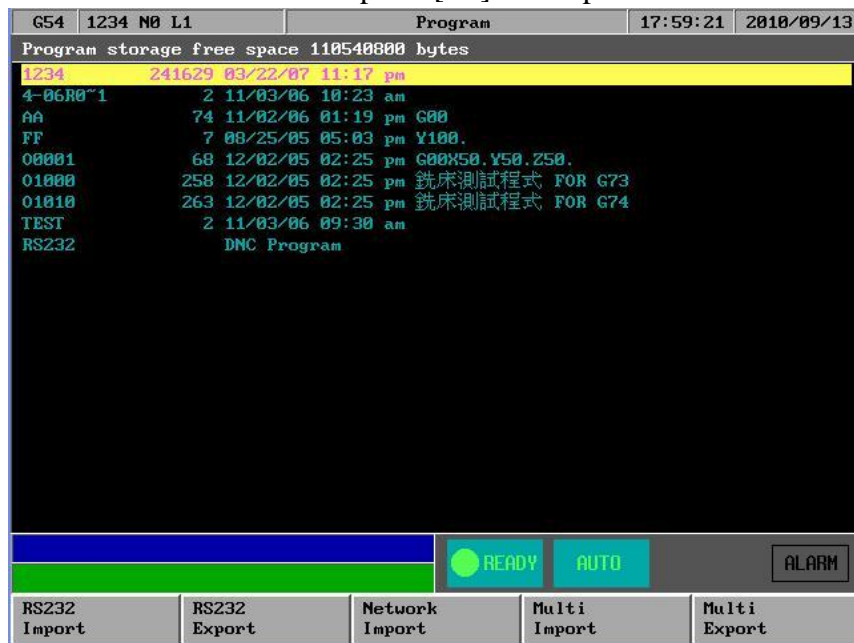 G54 1234 N0 L1 Program 17:59:21 2010/09/13
Program storage free space 110540800 bytes
1234 241629 03/22/07 11:17 pm
4-06R0~1 2 11/03/06 10:23 am
AA 74 11/02/06 01:19 pm G00
FF 7 08/25/05 05:03 pm Y100.
O0001 68 12/02/05 02:25 pm G00X50.Y50.Z50.
O1000 258 12/02/05 02:25 pm 銑床測試程式 FOR G73
O1010 263 12/02/05 02:25 pm 銑床測試程式 FOR G74
TEST 2 11/03/06 09:30 am
RS232 DNC Program
READY AUTO ALARM
RS232 Import RS232 Export Network Import Multi Import Multi Export